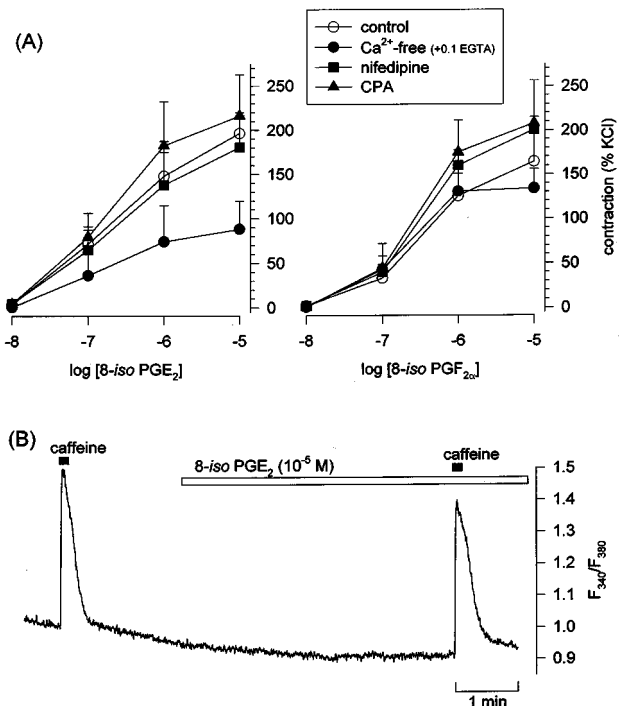 (A)
control
Ca²⁺-free (+0.1 EGTA)
nifedipine
CPA
250
200
150
100
50
0
-8 -7 -6 -5
log [8-iso PGE₂]
250
200
150
100
50
0
contraction (% KCl)
-8 -7 -6 -5
log [8-iso PGF₂α]
(B)
caffeine
8-iso PGE₂ (10⁻⁵ M)
caffeine
1.5
1.4
1.3
1.2
1.1
1.0
0.9
F₃₄₀/F₃₈₀
1 min